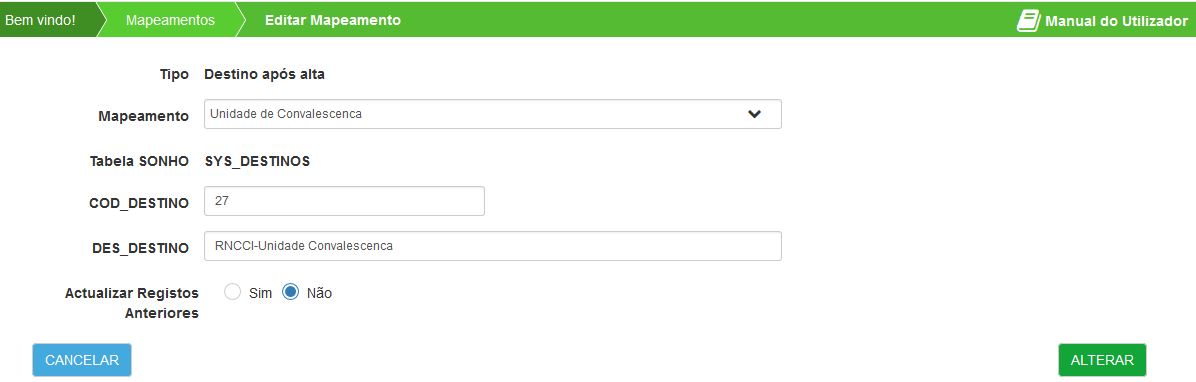 Bem vindo! Mapeamentos Editar Mapeamento Manual do Utilizador
Tipo Destino após alta
Mapeamento Unidade de Convalescenca
Tabela SONHO SYS_DESTINOS
COD_DESTINO 27
DES_DESTINO RNCCI-Unidade Convalescenca
Actualizar Registos Sim Não
Anteriores
CANCELAR ALTERAR